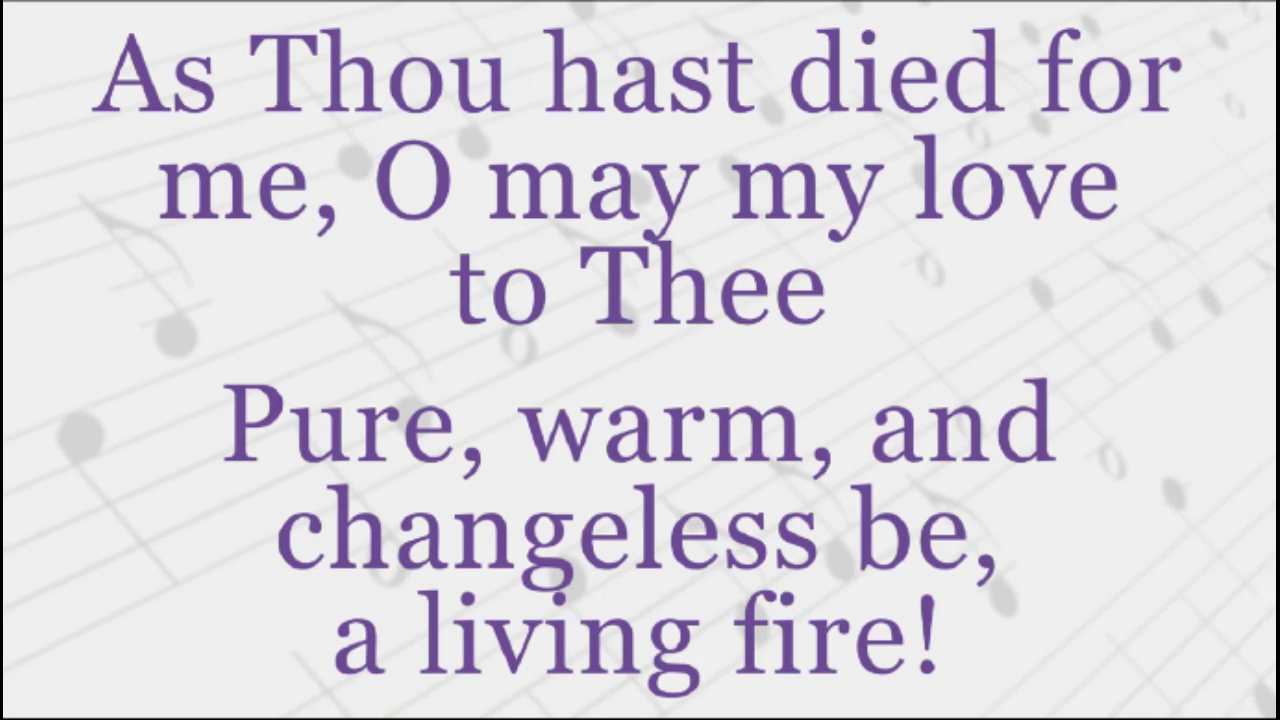 As Thou hast died for
me, O may my love
to Thee
Pure, warm, and
changeless be,
a living fire!